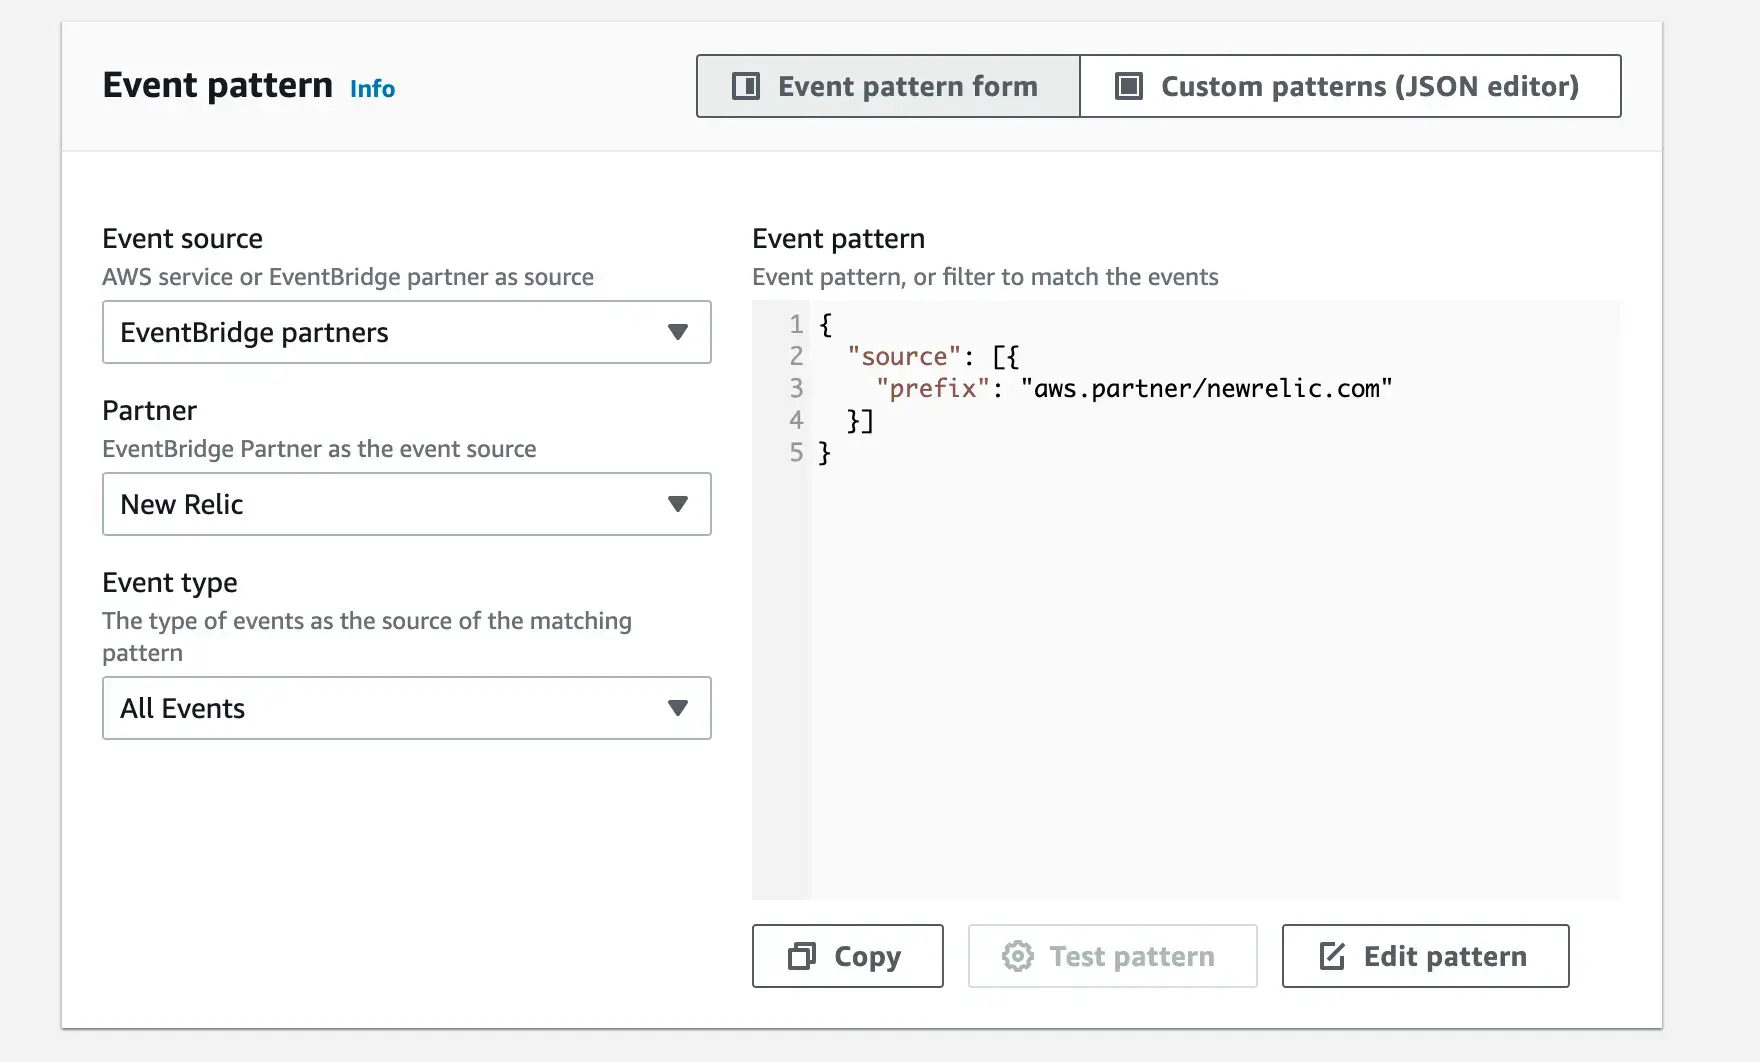 Event pattern Info
Event pattern form
Custom patterns (JSON editor)
Event source
AWS service or EventBridge partner as source
EventBridge partners
Partner
EventBridge Partner as the event source
New Relic
Event type
The type of events as the source of the matching
pattern
All Events
Event pattern
Event pattern, or filter to match the events
1 {
2   "source": [{
3     "prefix": "aws.partner/newrelic.com"
4   }]
5 }
Copy
Test pattern
Edit pattern